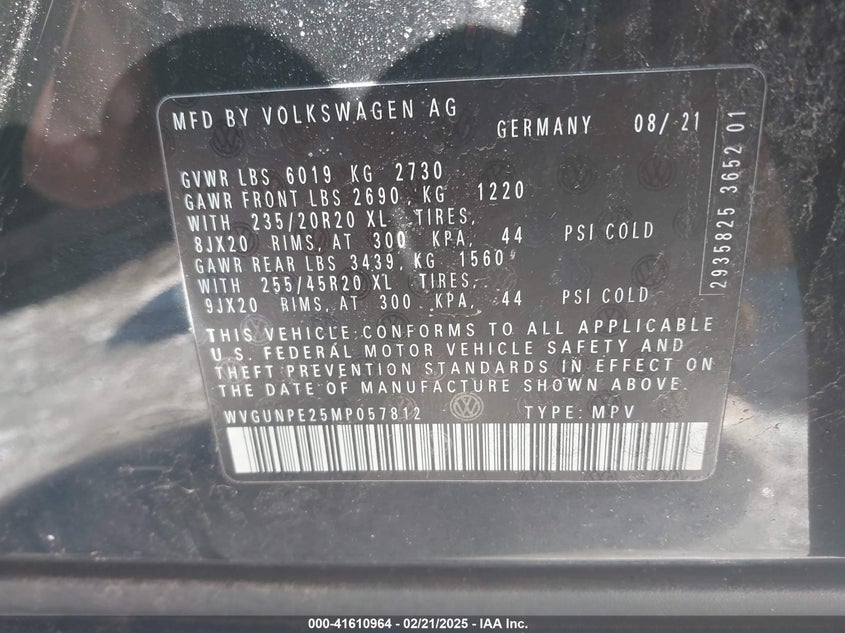 MFD BY VOLKSWAGEN AG
GERMANY 08/ 21
GVWR LBS 6019 KG 2730
GAWR FRONT LBS 2690, KG 1220
WITH 235/20R20 XL TIRES,
8JX20 RIMS, AT 300 KPA, 44 PSI COLD
GAWR REAR LBS 3439, KG 1560
WITH 255/45R20 XL TIRES,
9JX20 RIMS, AT 300 KPA, 44 PSI COLD
THIS VEHICLE CONFORMS TO ALL APPLICABLE
U.S. FEDERAL MOTOR VEHICLE SAFETY AND
THEFT PREVENTION STANDARDS IN EFFECT ON
THE DATE OF MANUFACTURE SHOWN ABOVE.
WVGUNPE25MP057812 TYPE: MPV
2935825 3652 01
000-41610964 - 02/21/2025 - IAA Inc.